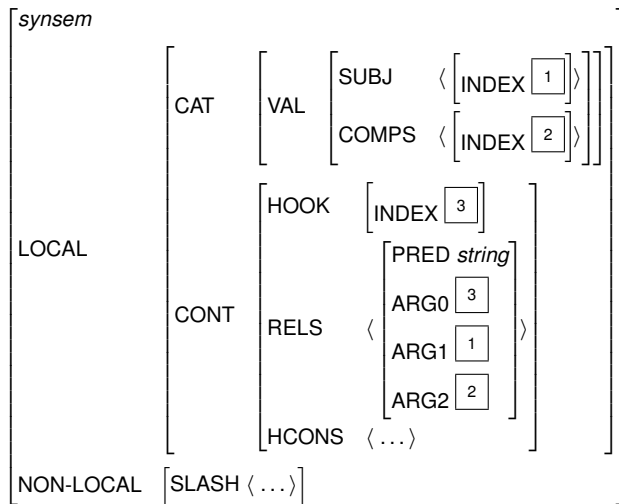 synsem
SUBJ ⟨ [INDEX 1] ⟩
CAT VAL
COMPS ⟨ [INDEX 2] ⟩
HOOK [INDEX 3]
LOCAL
PRED string
ARG0 3
CONT RELS ⟨ ⟩
ARG1 1
ARG2 2
HCONS ⟨ ... ⟩
NON-LOCAL [SLASH ⟨ ... ⟩]